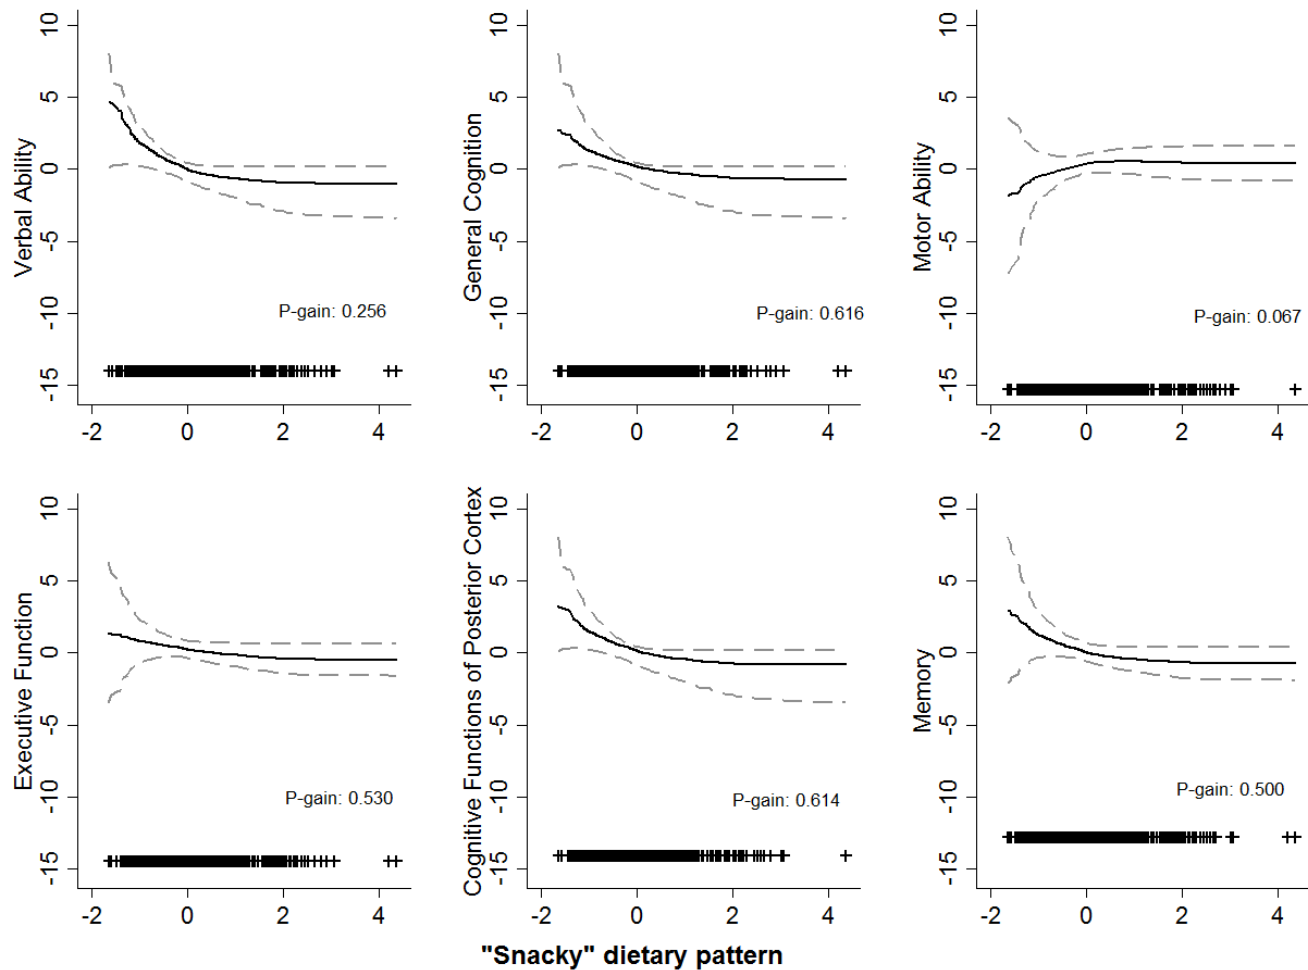 10
5
0
-5
-10
-15
Verbal Ability
P-gain: 0.256
-2 0 2 4
10
5
0
-5
-10
-15
General Cognition
P-gain: 0.616
-2 0 2 4
10
5
0
-5
-10
-15
Motor Ability
P-gain: 0.067
-2 0 2 4
10
5
0
-5
-10
-15
Executive Function
P-gain: 0.530
-2 0 2 4
10
5
0
-5
-10
-15
Cognitive Functions of Posterior Cortex
P-gain: 0.614
-2 0 2 4
10
5
0
-5
-10
-15
Memory
P-gain: 0.500
-2 0 2 4
"Snacky" dietary pattern